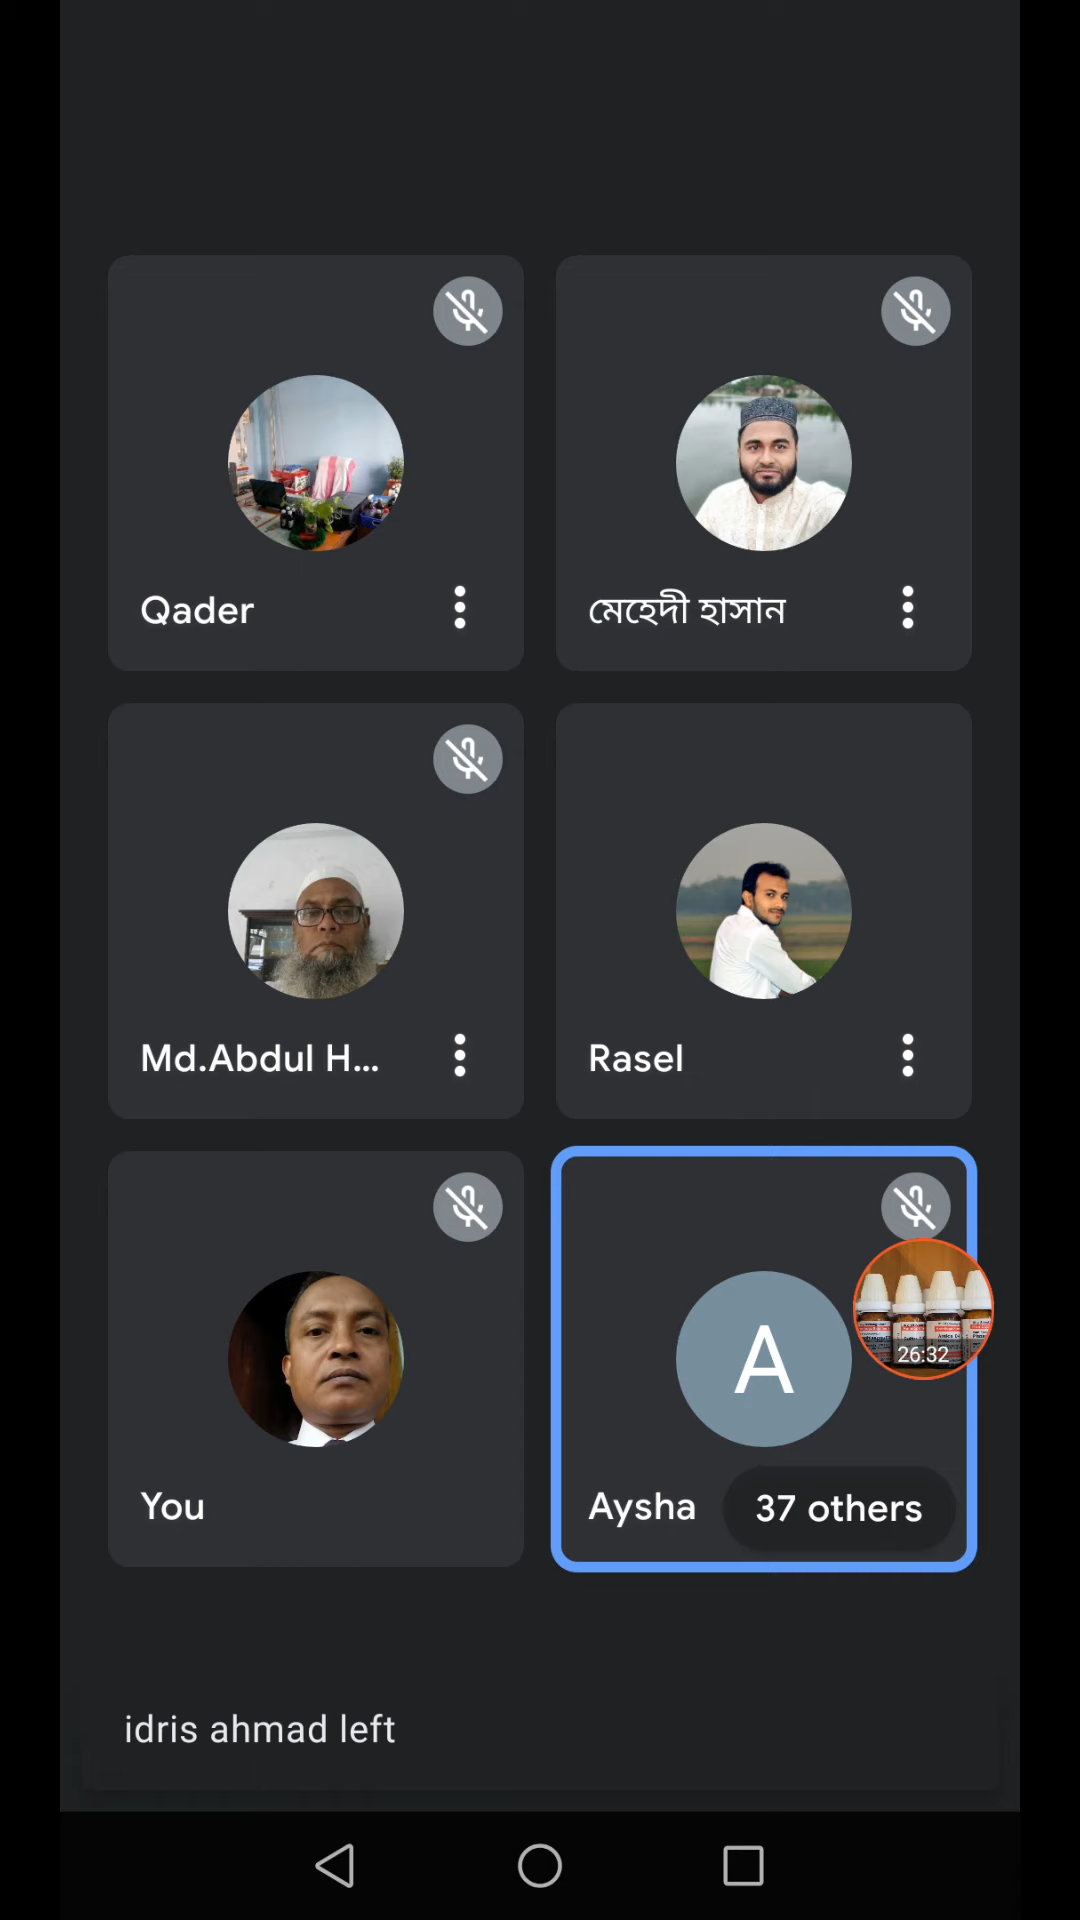 Qader
মেহেদী হাসান
Md.Abdul H...
Rasel
You
A
26:32
Aysha
37 others
idris ahmad left